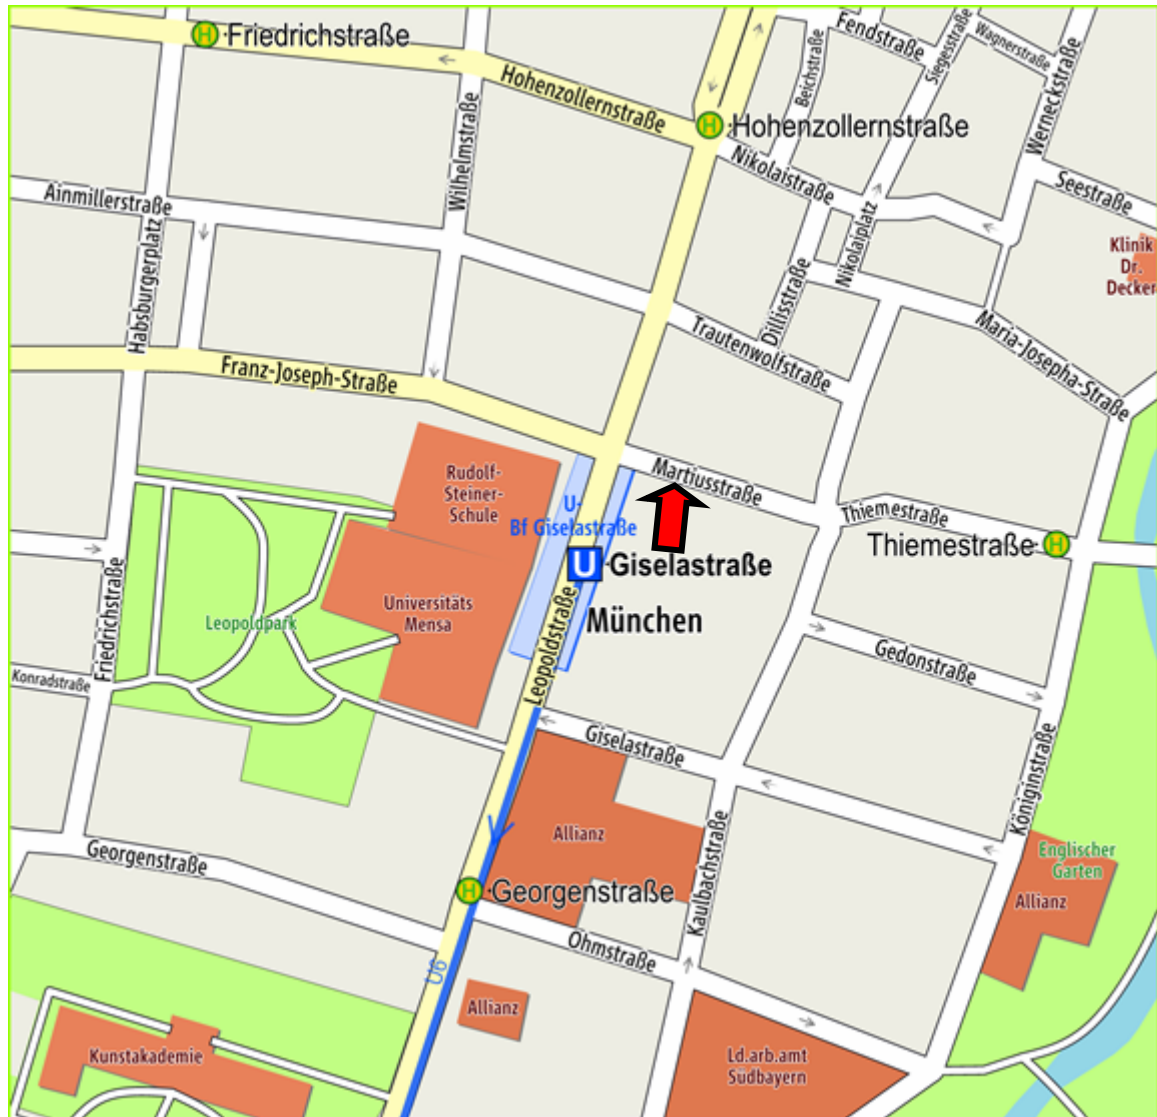 Friedrichstraße
Hohenzollernstraße
Hohenzollernstraße
Wilhelmstraße
Beichstraße
Fendstraße
Siegesstraße
Wagnerstraße
Werneckstraße
Nikolaistraße
Seestraße
Ainmillerstraße
Habsburgerplatz
Nikolaiplatz
Klinik
Dr.
Decker
Dillisstraße
Trautenwolfstraße
Maria-Josepha-Straße
Franz-Joseph-Straße
Martiusstraße
Rudolf-
Steiner-
Schule
U-
Bf Giselastraße
Thiemestraße
Thiemestraße
U
Giselastraße
München
Universitäts
Mensa
Leopoldpark
Friedrichstraße
Konradstraße
Leopoldstraße
Gedonstraße
Giselastraße
Königinstraße
Allianz
Georgenstraße
Kaulbachstraße
Englischer
Garten
Allianz
Georgenstraße
Ohmstraße
U6
Allianz
Kunstakademie
Ld.arb.amt
Südbayern
H
H
H
H